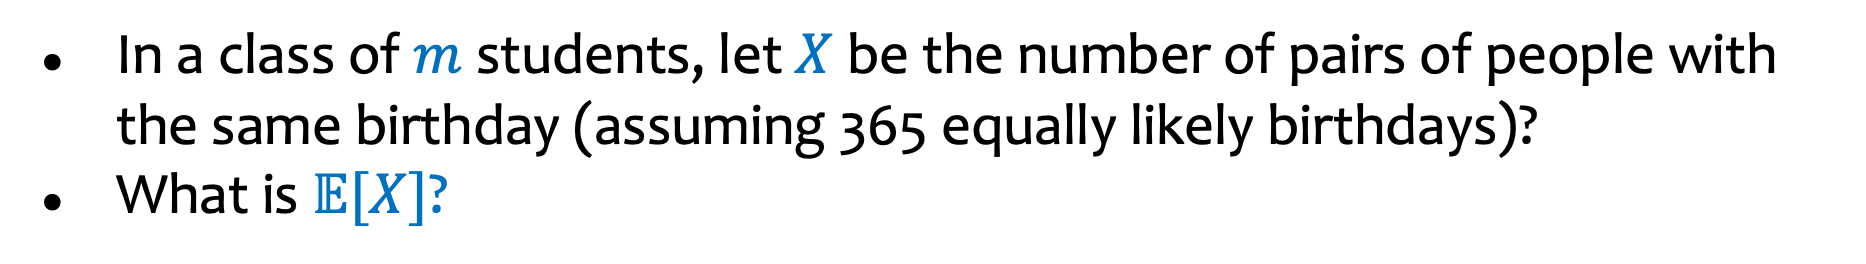 • In a class of m students, let X be the number of pairs of people with
the same birthday (assuming 365 equally likely birthdays)?
• What is 𝔼[X]?